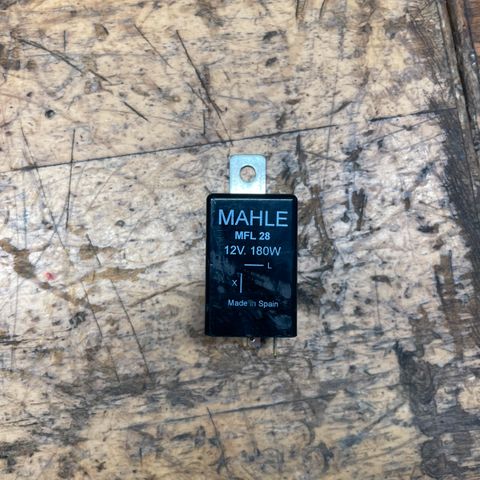 MAHLE
MFL 28
12V. 180W
L
X
Made in Spain